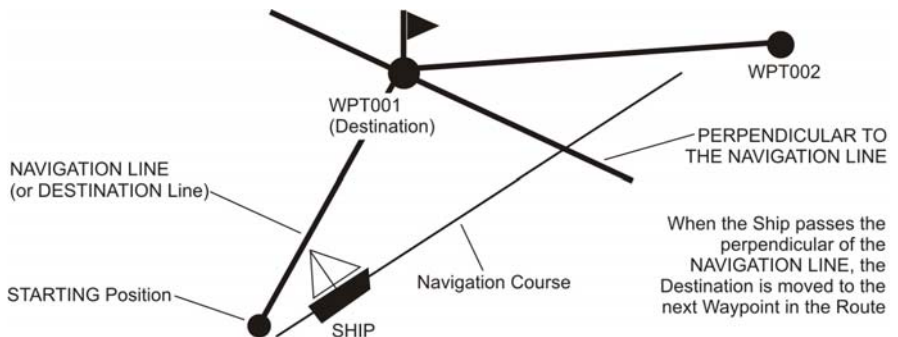 WPT002
WPT001
(Destination)
PERPENDICULAR TO
THE NAVIGATION LINE
NAVIGATION LINE
(or DESTINATION Line)
When the Ship passes the
perpendicular of the
NAVIGATION LINE, the
Destination is moved to the
next Waypoint in the Route
Navigation Course
STARTING Position
SHIP